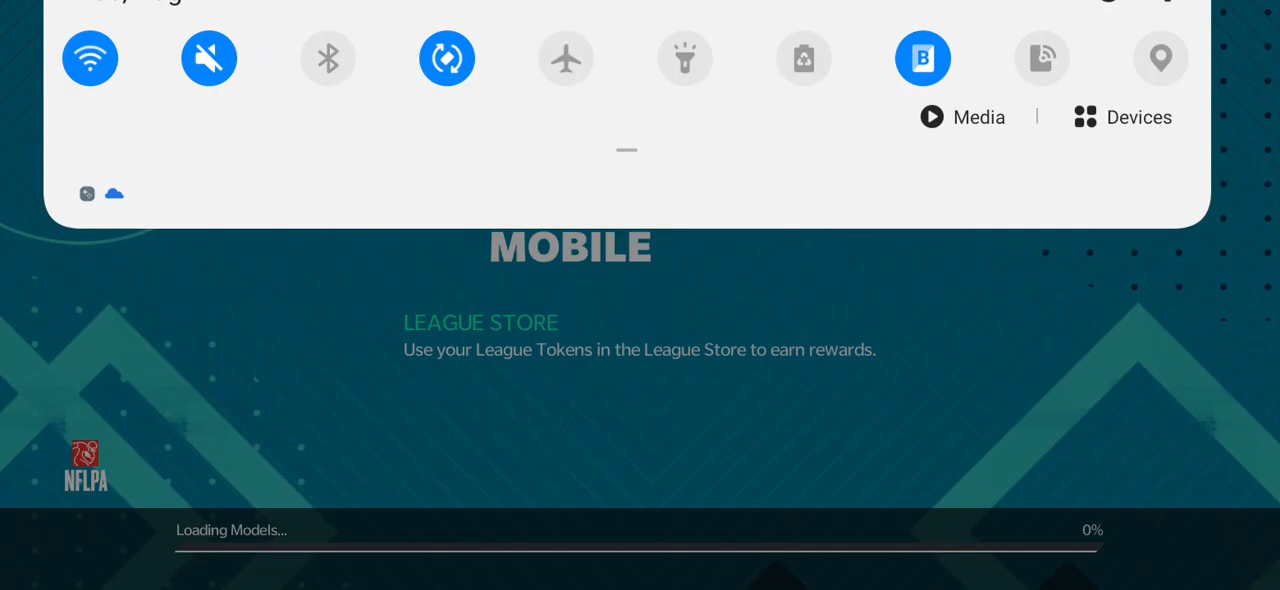 B
Media
Devices
MOBILE
LEAGUE STORE
Use your League Tokens in the League Store to earn rewards.
NFLPA
Loading Models...
0%